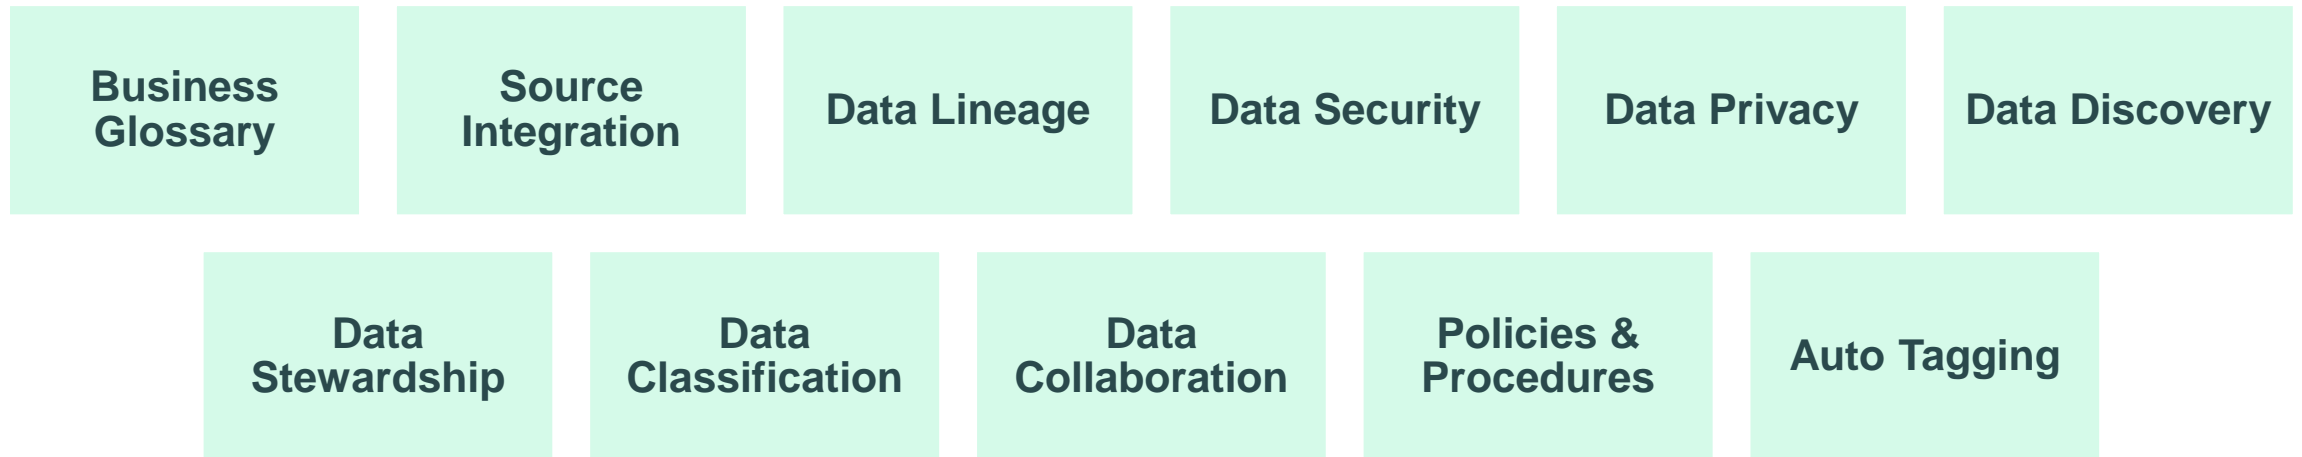 Business
Glossary
Source
Integration
Data Lineage
Data Security
Data Privacy
Data Discovery
Data
Stewardship
Data
Classification
Data
Collaboration
Policies &
Procedures
Auto Tagging